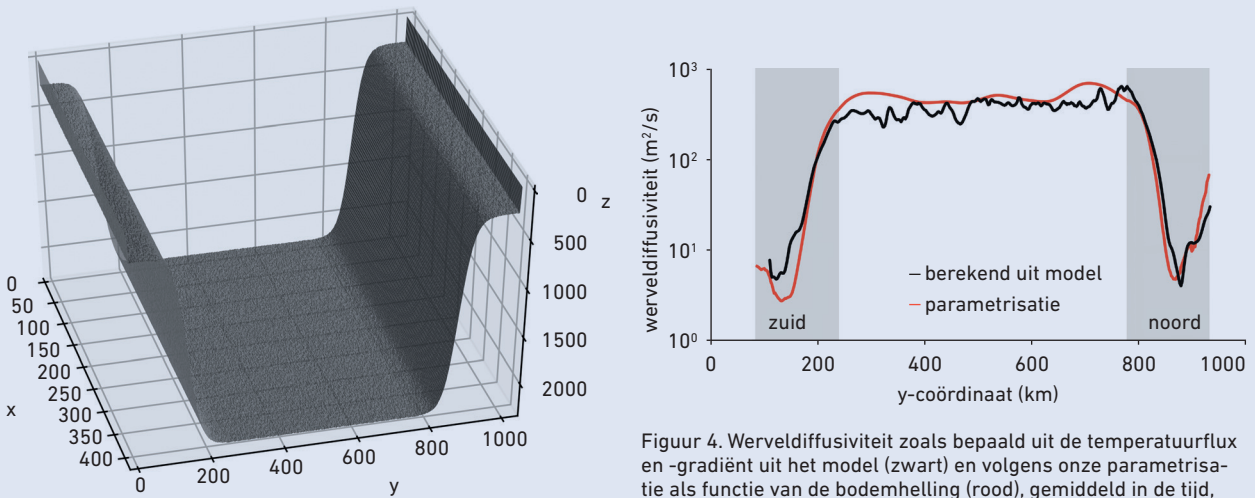 0
500
1000
1500
2000
z
0
50
100
150
200
250
300
350
400
x
0
200
400
600
800
1000
y
10³
10²
10¹
10⁰
werveldiffusiviteit (m²/s)
berekend uit model
parametrisatie
zuid
noord
0
200
400
600
800
1000
y-coördinaat (km)
Figuur 4. Werveldiffusiviteit zoals bepaald uit de temperatuurflux
en -gradiënt uit het model (zwart) en volgens onze parametrisa-
tie als functie van de bodemhelling (rood), gemiddeld in de tijd,